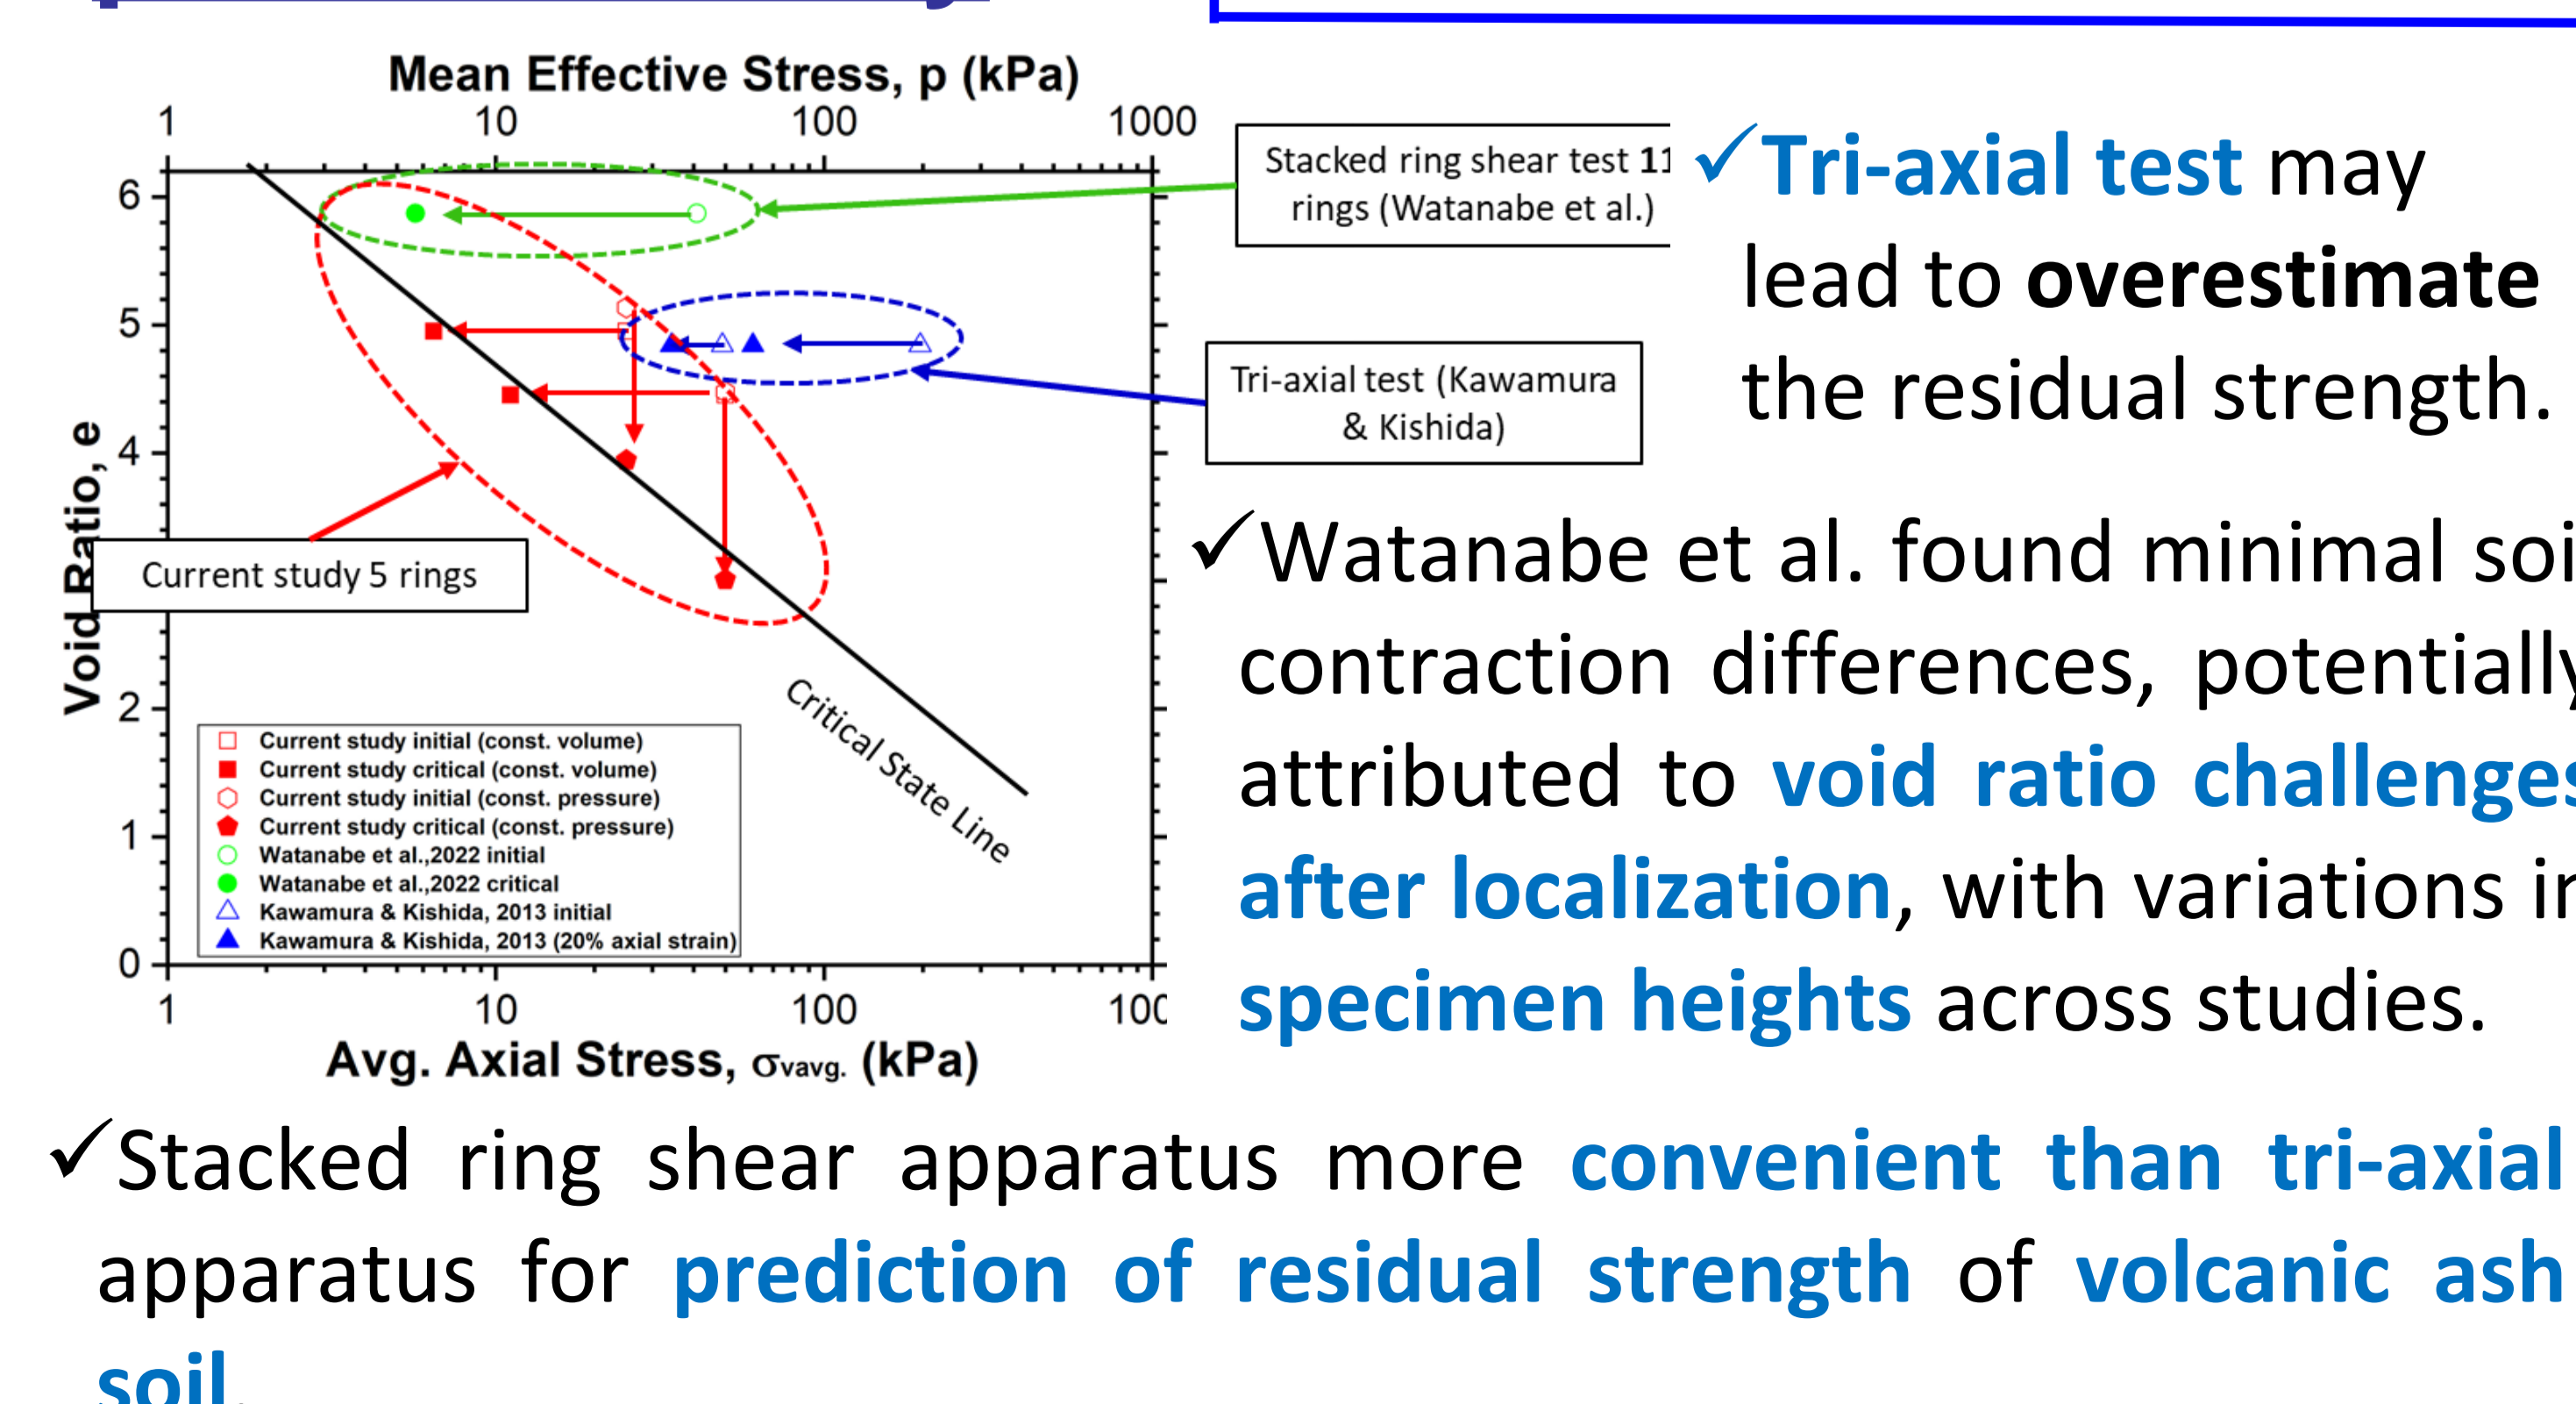 Mean Effective Stress, p (kPa)
1 10 100 1000
6
5
4
2
1
0
Void Ratio, e
1 10 100
Avg. Axial Stress, σvavg. (kPa)
Stacked ring shear test 11
rings (Watanabe et al.)
Tri-axial test (Kawamura
& Kishida)
Current study 5 rings
Critical State Line
Current study initial (const. volume)
Current study critical (const. volume)
Current study initial (const. pressure)
Current study critical (const. pressure)
Watanabe et al.,2022 initial
Watanabe et al.,2022 critical
Kawamura & Kishida, 2013 initial
Kawamura & Kishida, 2013 (20% axial strain)
✓Tri-axial test may
lead to overestimate
the residual strength.
✓Watanabe et al. found minimal soi
contraction differences, potentially
attributed to void ratio challenges
after localization, with variations in
specimen heights across studies.
✓Stacked ring shear apparatus more convenient than tri-axial
apparatus for prediction of residual strength of volcanic ash
soil.